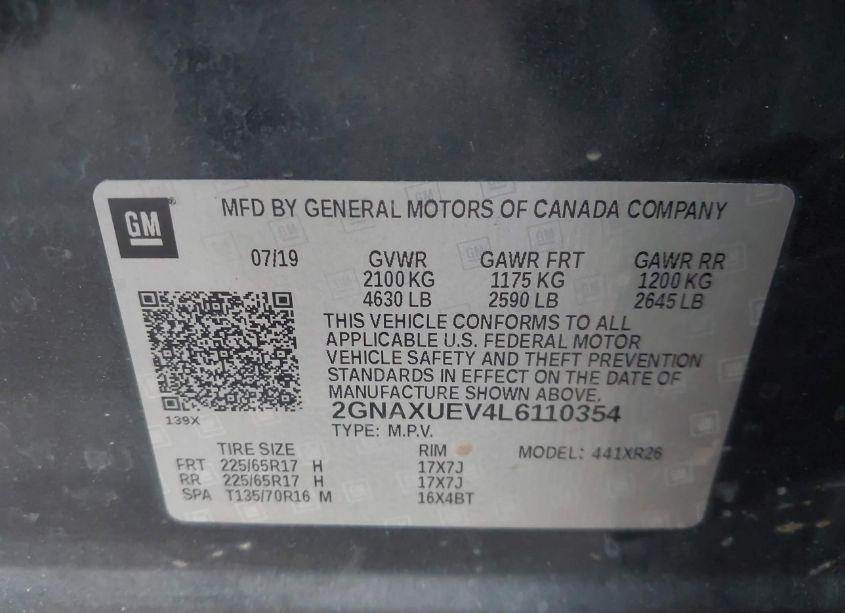 GM
MFD BY GENERAL MOTORS OF CANADA COMPANY
07/19 GVWR GAWR FRT GAWR RR
2100 KG 1175 KG 1200 KG
4630 LB 2590 LB 2645 LB
THIS VEHICLE CONFORMS TO ALL
APPLICABLE U.S. FEDERAL MOTOR
VEHICLE SAFETY AND THEFT PREVENTION
STANDARDS IN EFFECT ON THE DATE OF
MANUFACTURE SHOWN ABOVE.
139X 2GNAXUEV4L6110354
TYPE: M.P.V.
TIRE SIZE RIM MODEL: 441XR26
FRT 225/65R17 H 17X7J
RR 225/65R17 H 17X7J
SPA T135/70R16 M 16X4BT